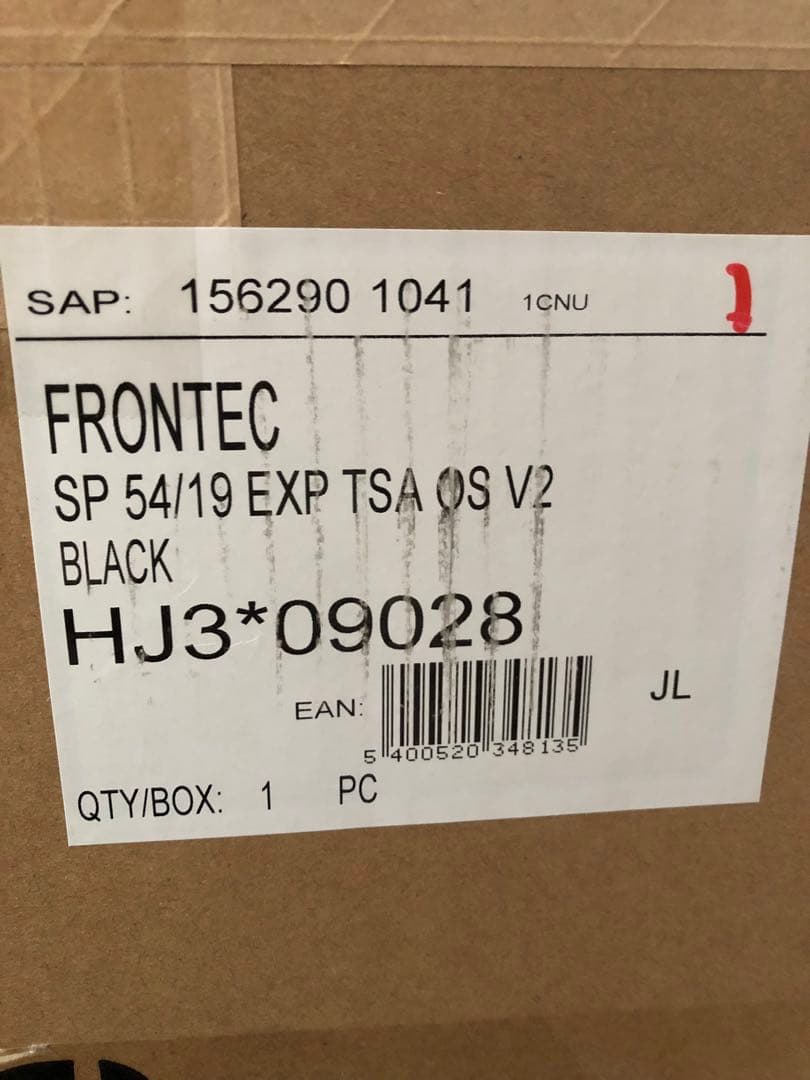 SAP: 156290 1041 1CNU
FRONTEC
SP 54/19 EXP TSA OS V2
BLACK
HJ3*09028
EAN:
JL
5 400520 348135
QTY/BOX: 1 PC